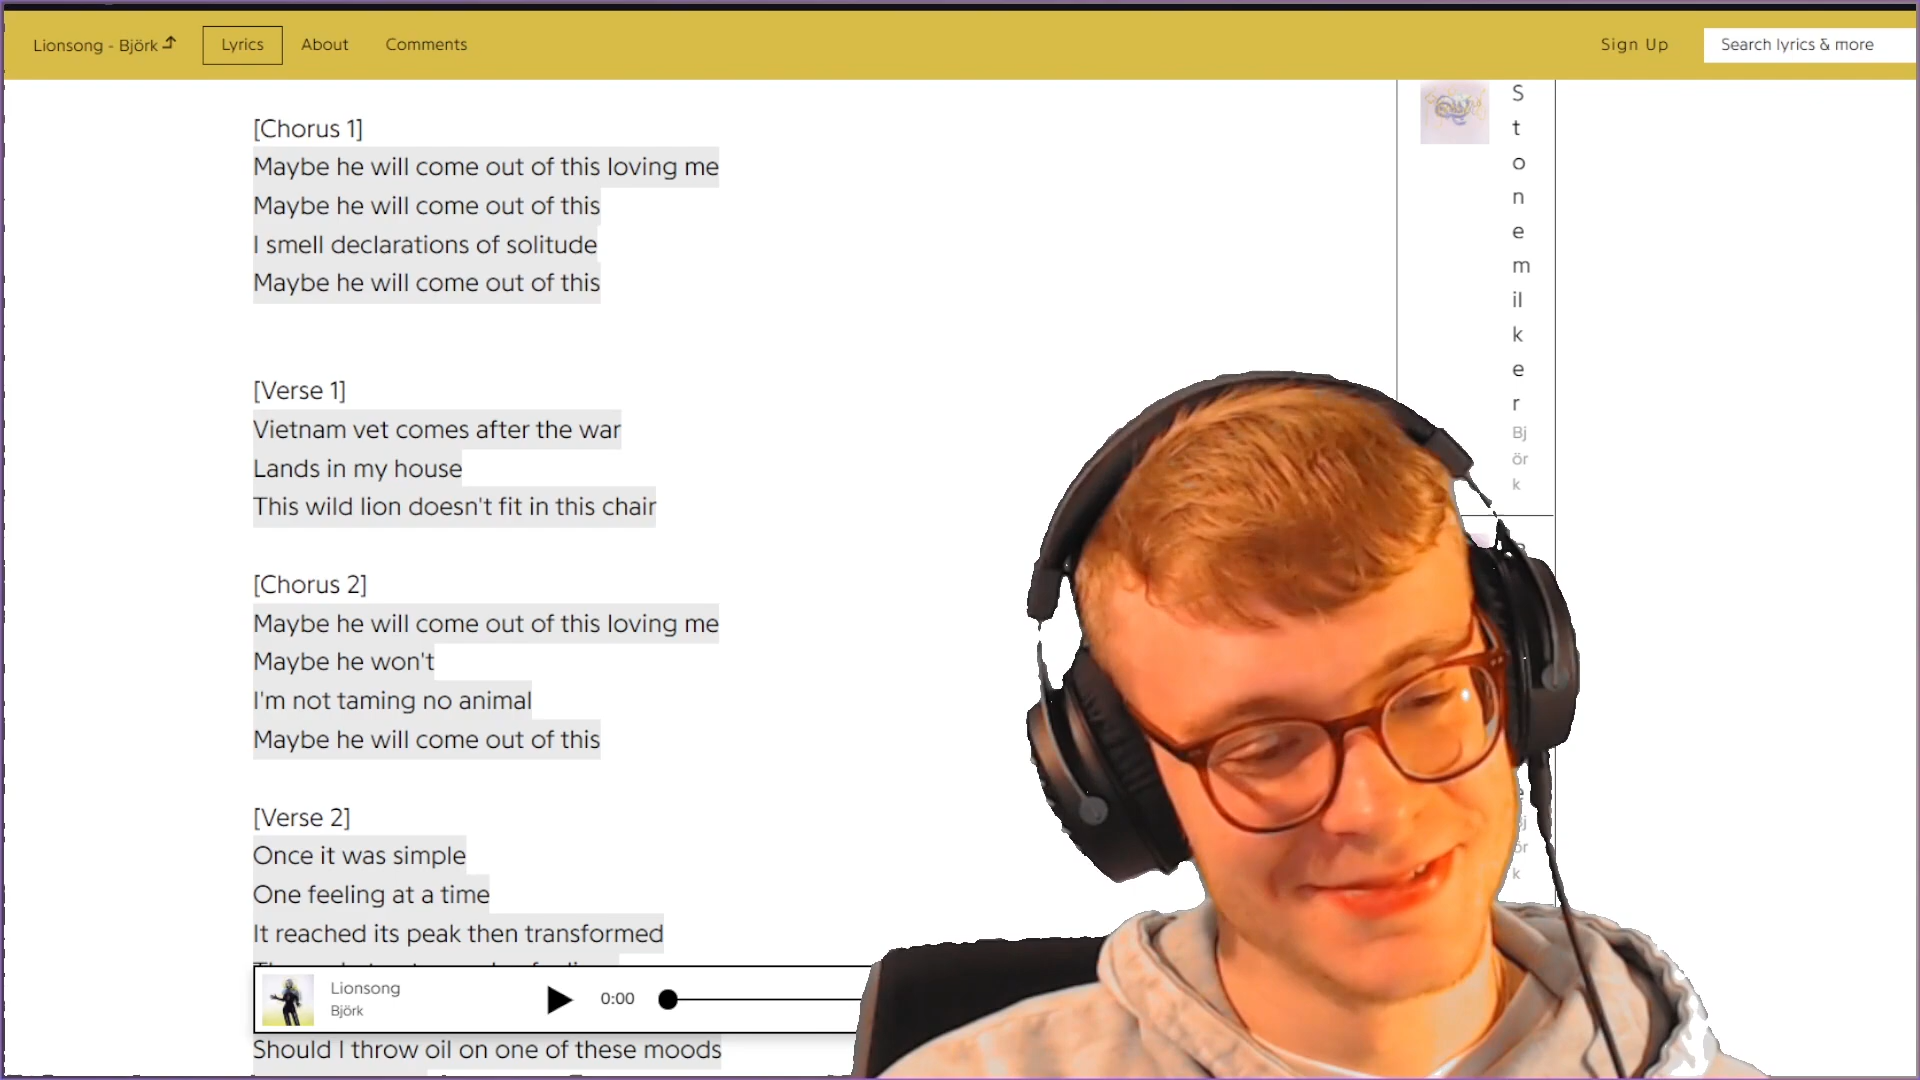 Lionsong - Björk
Lyrics
About
Comments
Sign Up
Search lyrics & more
[Chorus 1]
Maybe he will come out of this loving me
Maybe he will come out of this
I smell declarations of solitude
Maybe he will come out of this
[Verse 1]
Vietnam vet comes after the war
Lands in my house
This wild lion doesn't fit in this chair
[Chorus 2]
Maybe he will come out of this loving me
Maybe he won't
I'm not taming no animal
Maybe he will come out of this
[Verse 2]
Once it was simple
One feeling at a time
It reached its peak then transformed
Lionsong
Björk
0:00
Should I throw oil on one of these moods
S
t
o
n
e
m
il
k
e
r
Bj
ör
k